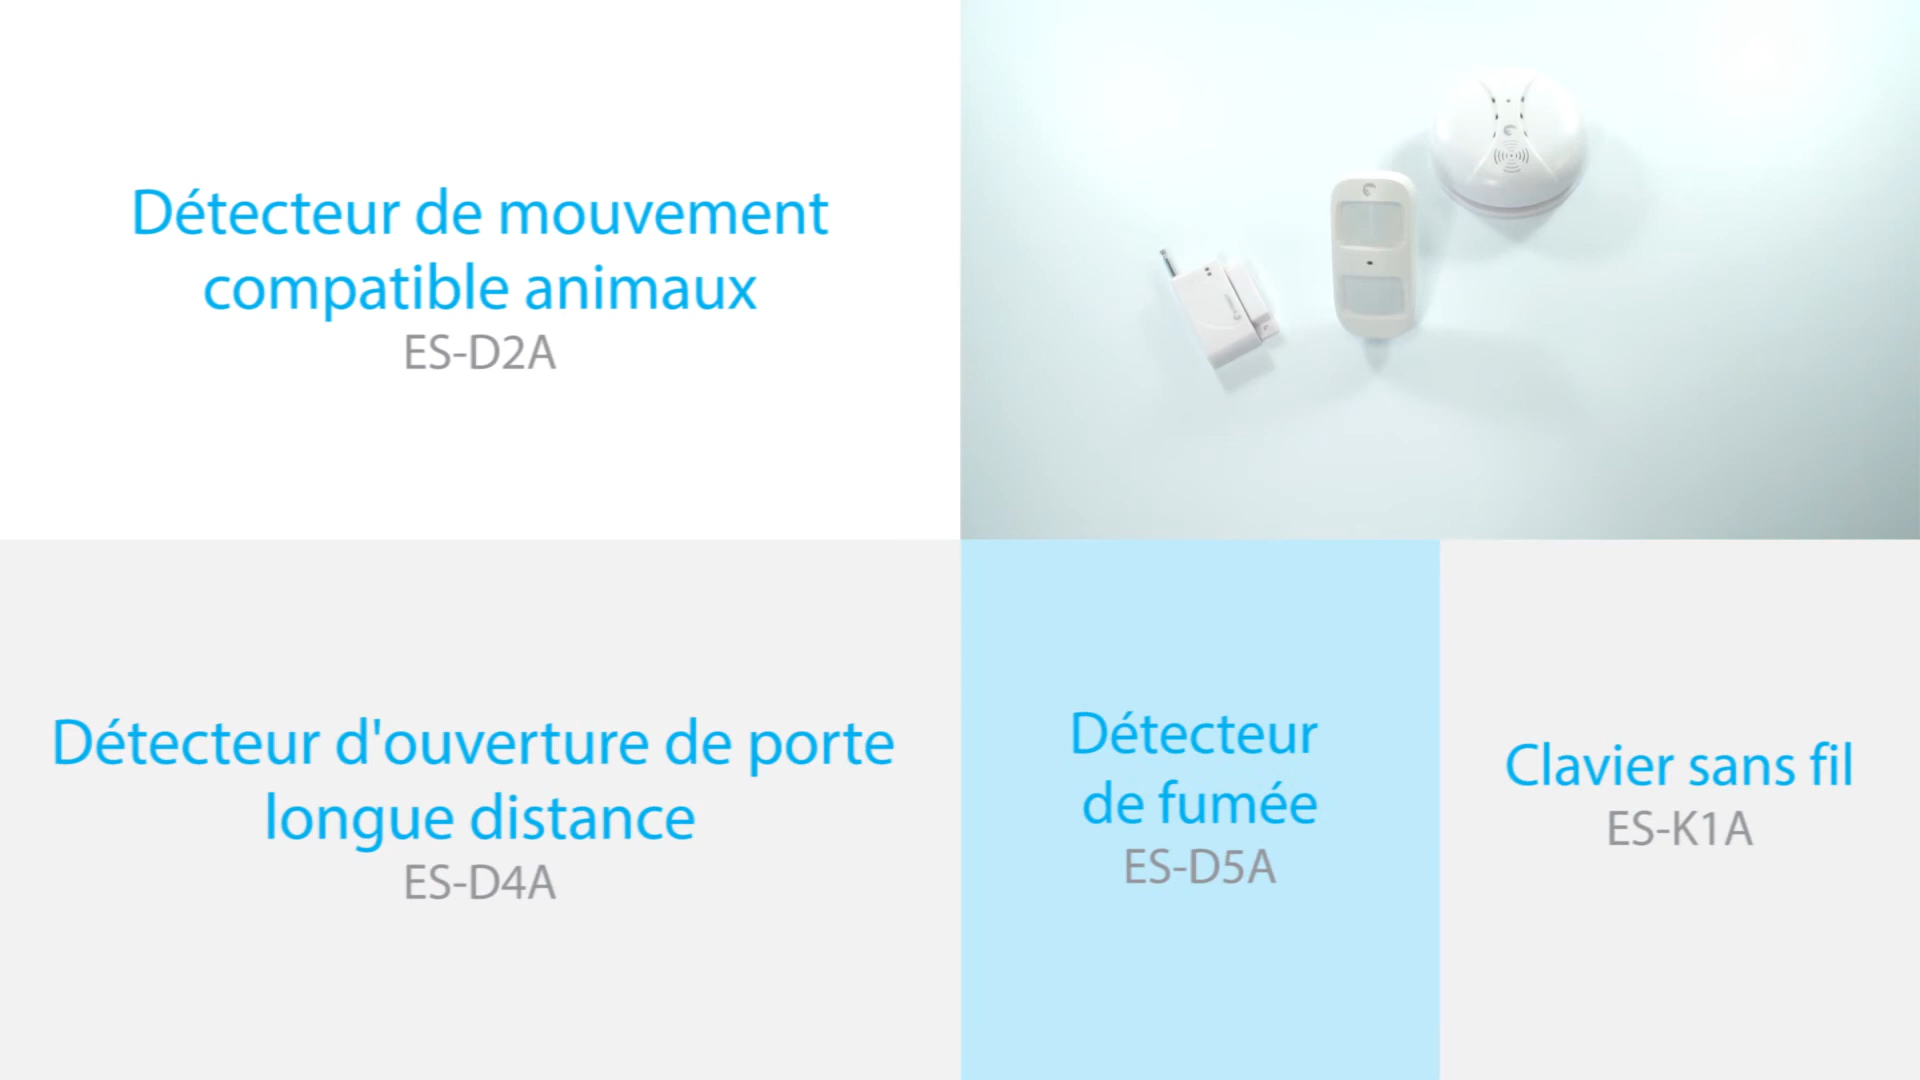 Détecteur de mouvement
compatible animaux
ES-D2A
Détecteur d'ouverture de porte
longue distance
ES-D4A
Détecteur
de fumée
ES-D5A
Clavier sans fil
ES-K1A